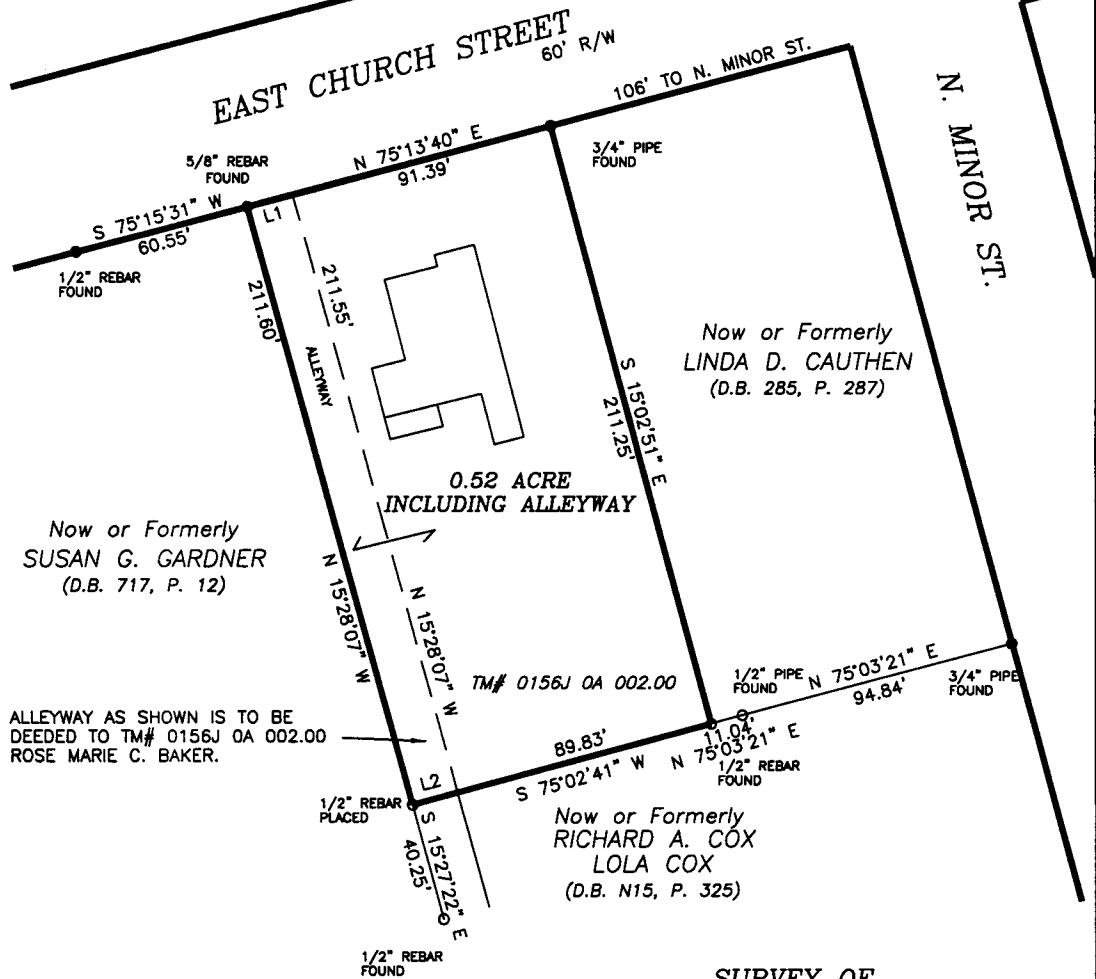 EAST CHURCH STREET
60' R/W
106' TO N. MINOR ST.
N. MINOR ST.
5/8" REBAR
FOUND
N 75°13'40" E
91.39'
3/4" PIPE
FOUND
S 75°15'31" W
60.55'
1/2" REBAR
FOUND
L1
211.60'
211.55'
ALLEYWAY
S 15°02'51" E
211.25'
Now or Formerly
LINDA D. CAUTHEN
(D.B. 285, P. 287)
0.52 ACRE
INCLUDING ALLEYWAY
Now or Formerly
SUSAN G. GARDNER
(D.B. 717, P. 12)
N 15°28'07" W
N 15°28'07" W
TM# 0156J 0A 002.00
1/2" PIPE
FOUND
N 75°03'21" E
94.84'
3/4" PIPE
FOUND
ALLEYWAY AS SHOWN IS TO BE
DEEDED TO TM# 0156J 0A 002.00
ROSE MARIE C. BAKER.
89.83'
S 75°02'41" W
11.04'
N 75°03'21" E
1/2" REBAR
FOUND
L2
1/2" REBAR
PLACED
S 15°27'22" E
40.25'
Now or Formerly
RICHARD A. COX
LOLA COX
(D.B. N15, P. 325)
1/2" REBAR
FOUND
SURVEY OF